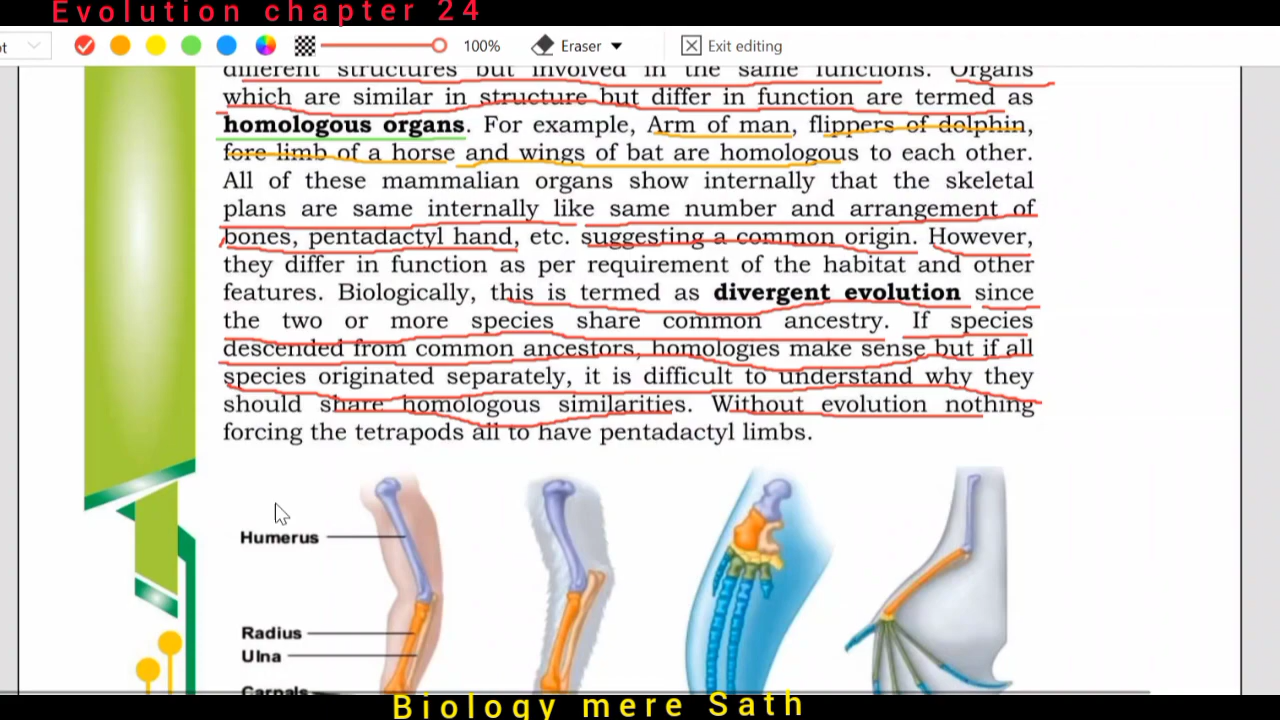 Evolution chapter 24
100%
Eraser
Exit editing
different structures but involved in the same functions. Organs
which are similar in structure but differ in function are termed as
homologous organs. For example, Arm of man, flippers of dolphin,
fore limb of a horse and wings of bat are homologous to each other.
All of these mammalian organs show internally that the skeletal
plans are same internally like same number and arrangement of
bones, pentadactyl hand, etc. suggesting a common origin. However,
they differ in function as per requirement of the habitat and other
features. Biologically, this is termed as divergent evolution since
the two or more species share common ancestry. If species
descended from common ancestors, homologies make sense but if all
species originated separately, it is difficult to understand why they
should share homologous similarities. Without evolution nothing
forcing the tetrapods all to have pentadactyl limbs.
Humerus
Radius
Ulna
Carpals
Biology mere Sath